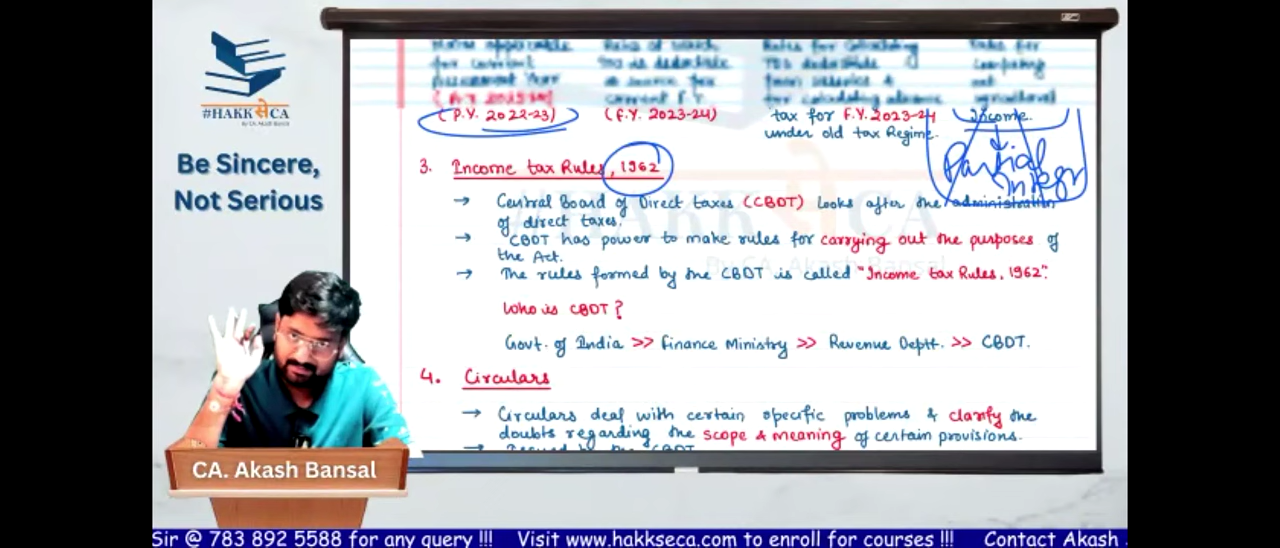 #HAKKसेCA
By CA. AKASH BANSAL
Be Sincere,
Not Serious
CA. Akash Bansal
(P.Y. 2022-23) (F.Y. 2023-24) tax for F.Y. 2023-24 Income.
under old tax Regime.
Partial
Integr
3. Income tax Rules, 1962
→ Central Board of Direct taxes (CBDT) looks after the administration
of direct taxes.
→ CBDT has power to make rules for carrying out the purposes of
the Act.
→ The rules formed by the CBDT is called "Income tax Rules, 1962".
Who is CBDT?
Govt. of India >> Finance Ministry >> Revenue Deptt. >> CBDT.
4. Circulars
→ Circulars deal with certain specific problems & clarify the
doubts regarding the scope & meaning of certain provisions.
Sir @ 783 892 5588 for any query !!! Visit www.hakkseca.com to enroll for courses !!! Contact Akash